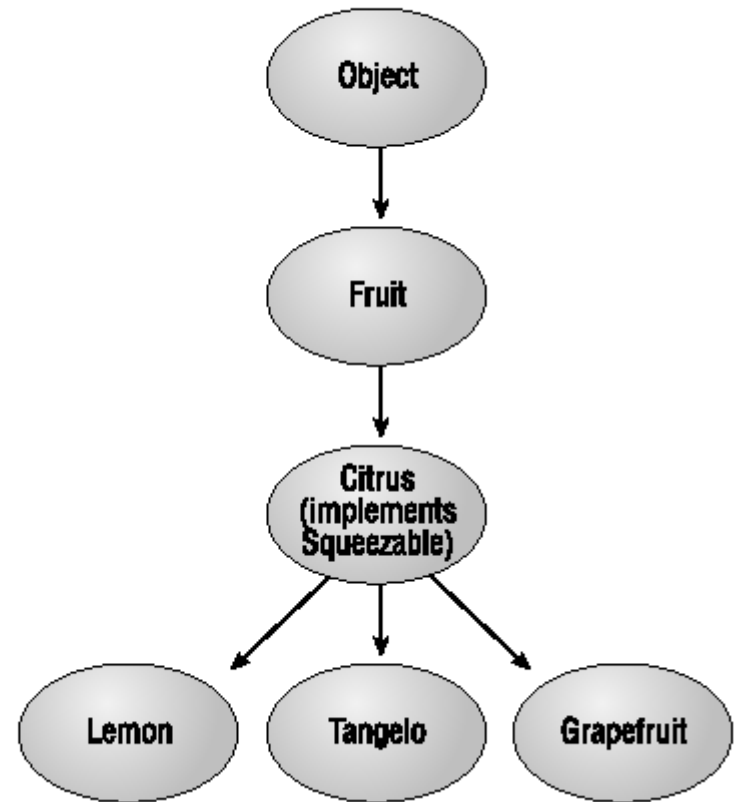 Object
Fruit
Citrus
(implements
Squeezable)
Lemon
Tangelo
Grapefruit